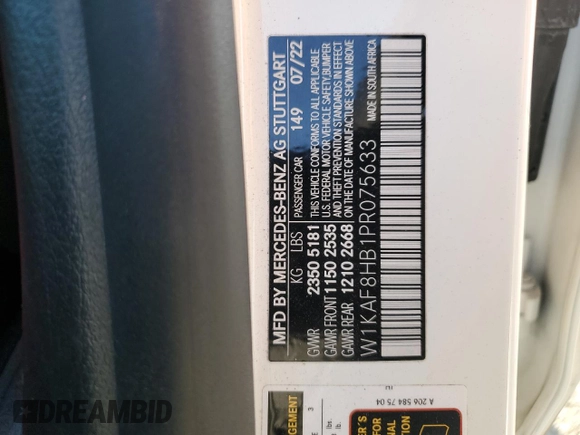 MFD BY MERCEDES-BENZ AG STUTTGART
KG LBS PASSENGER CAR 149 07/22
GVWR 2350 5181 THIS VEHICLE CONFORMS TO ALL APPLICABLE
GAWR FRONT 1150 2535 U.S. FEDERAL MOTOR VEHICLE SAFETY, BUMPER
GAWR REAR 1210 2668 AND THEFT PREVENTION STANDARDS IN EFFECT
ON THE DATE OF MANUFACTURE SHOWN ABOVE
W1KAF8HB1PR075633 MADE IN SOUTH AFRICA
A 206 584 75 04
3
lbs.
DREAMBID